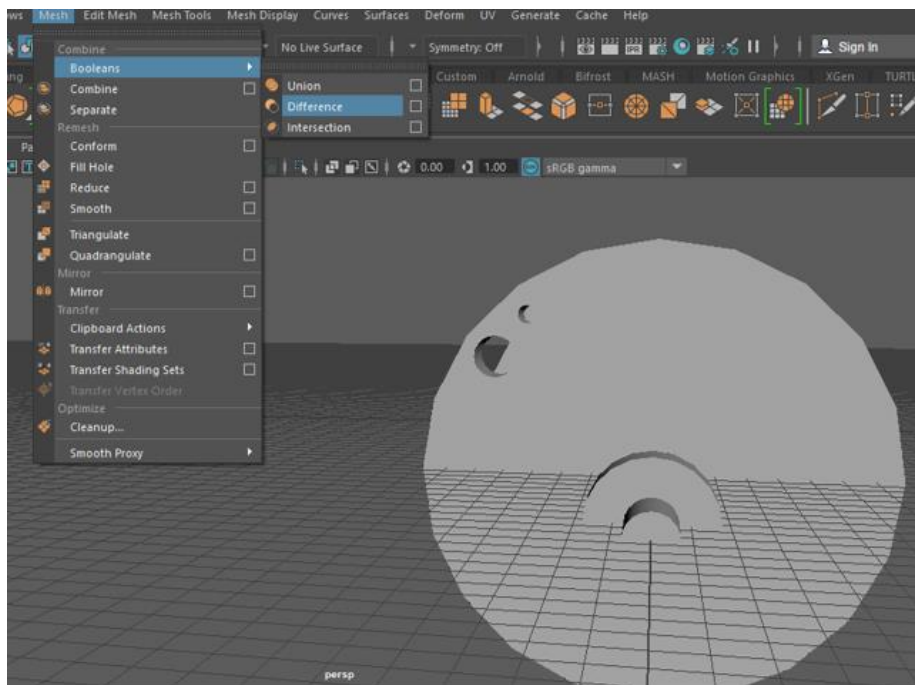 ows Mesh Edit Mesh Mesh Tools Mesh Display Curves Surfaces Deform UV Generate Cache Help
No Live Surface Symmetry: Off Sign In
Custom Arnold Bifrost MASH Motion Graphics XGen TURTL
Combine
Booleans
Combine
Separate
Remesh
Conform
Fill Hole
Reduce
Smooth
Triangulate
Quadrangulate
Mirror
Mirror
Transfer
Clipboard Actions
Transfer Attributes
Transfer Shading Sets
Transfer Vertex Order
Optimize
Cleanup...
Smooth Proxy
Union
Difference
Intersection
0.00 1.00 sRGB gamma
persp